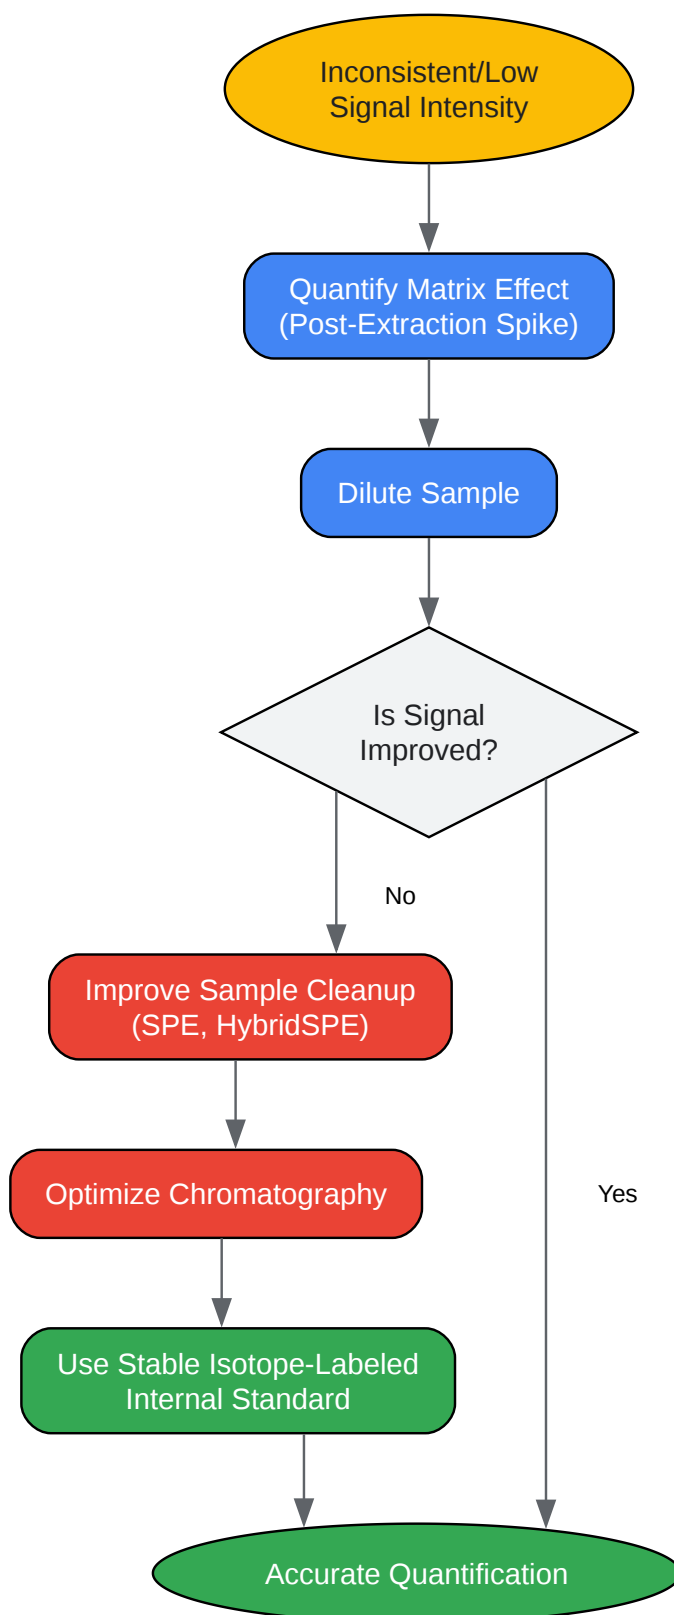 Inconsistent/Low
Signal Intensity
Quantify Matrix Effect
(Post-Extraction Spike)
Dilute Sample
Is Signal
Improved?
No
Improve Sample Cleanup
(SPE, HybridSPE)
Optimize Chromatography
Yes
Use Stable Isotope-Labeled
Internal Standard
Accurate Quantification